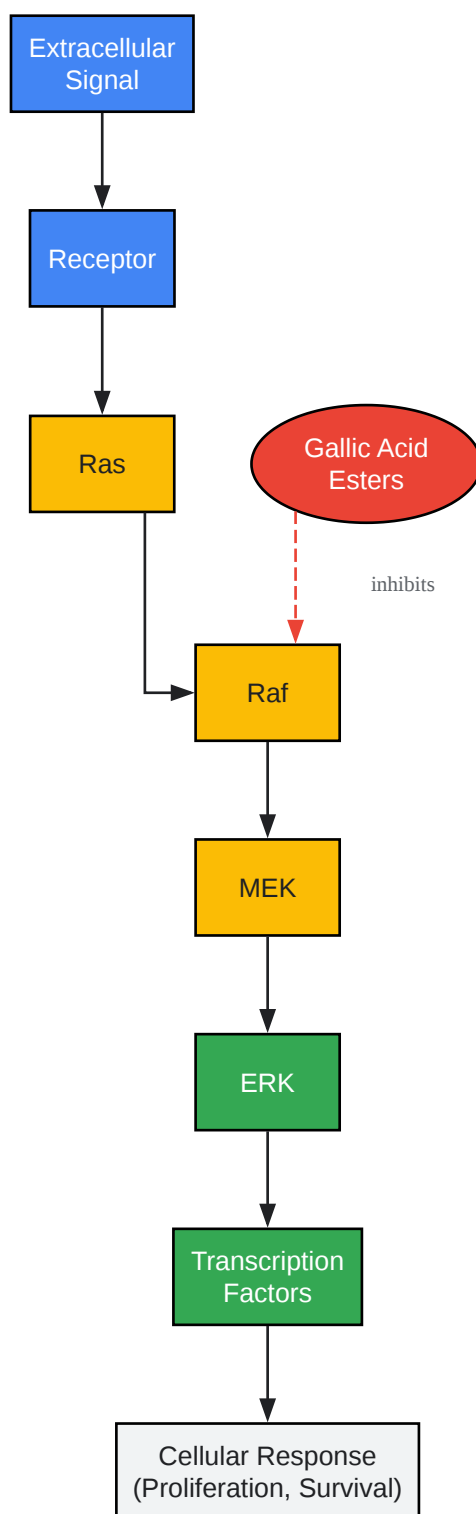 Extracellular
Signal
Receptor
Ras
Gallic Acid
Esters
inhibits
Raf
MEK
ERK
Transcription
Factors
Cellular Response
(Proliferation, Survival)